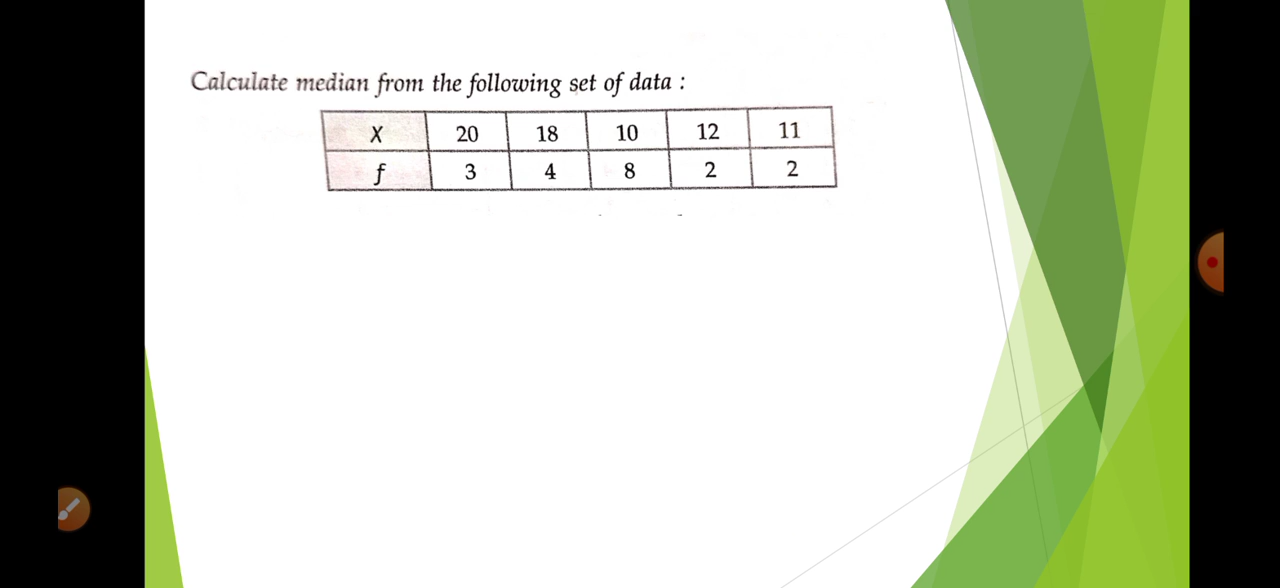 Calculate median from the following set of data :
X 20 18 10 12 11
f 3 4 8 2 2